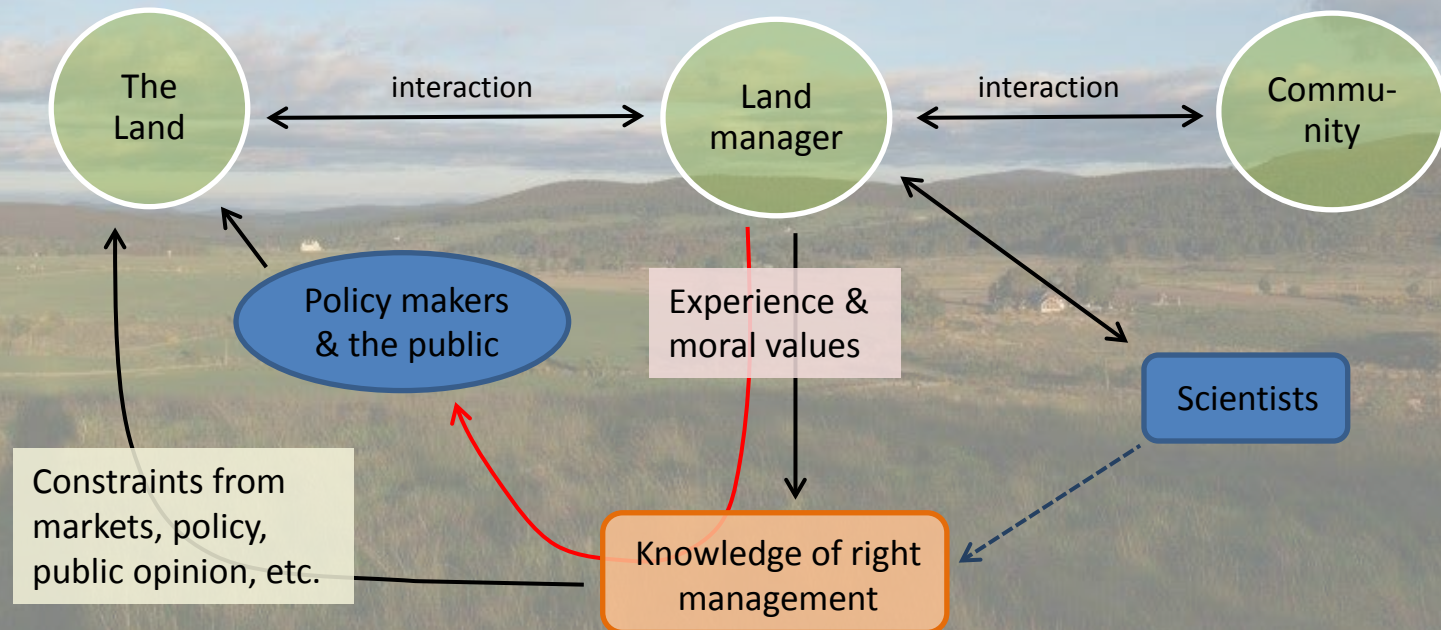 The
Land
interaction
Land
manager
interaction
Commu-
nity
Policy makers
& the public
Experience &
moral values
Scientists
Constraints from
markets, policy,
public opinion, etc.
Knowledge of right
management